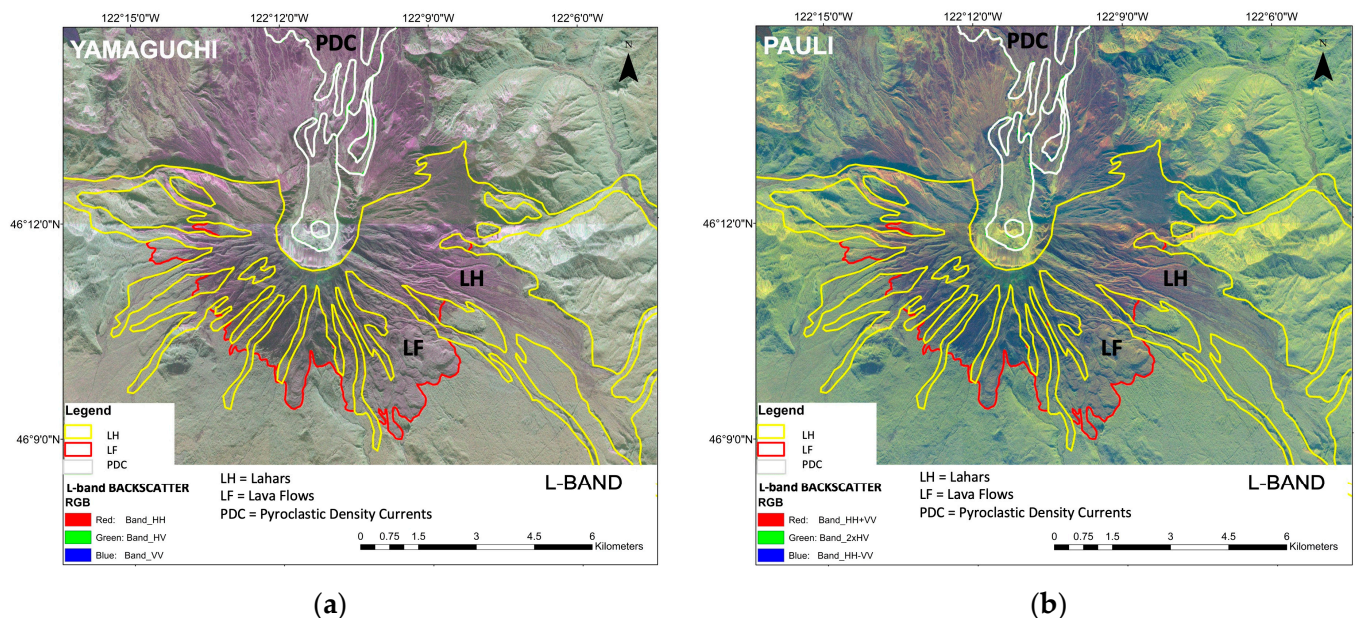 122°15'0"W 122°12'0"W 122°9'0"W 122°6'0"W
YAMAGUCHI
PDC
N
46°12'0"N
LH
LF
46°9'0"N
Legend
LH
LF
PDC
L-band BACKSCATTER
RGB
Red: Band_HH
Green: Band_HV
Blue: Band_VV
LH = Lahars
LF = Lava Flows
PDC = Pyroclastic Density Currents
L-BAND
0 0.75 1.5 3 4.5 6
Kilometers
(a)
122°15'0"W 122°12'0"W 122°9'0"W 122°6'0"W
PAULI
PDC
N
46°12'0"N
LH
LF
46°9'0"N
Legend
LH
LF
PDC
L-band BACKSCATTER
RGB
Red: Band_HH+VV
Green: Band_2xHV
Blue: Band_HH-VV
LH = Lahars
LF = Lava Flows
PDC = Pyroclastic Density Currents
L-BAND
0 0.75 1.5 3 4.5 6
Kilometers
(b)